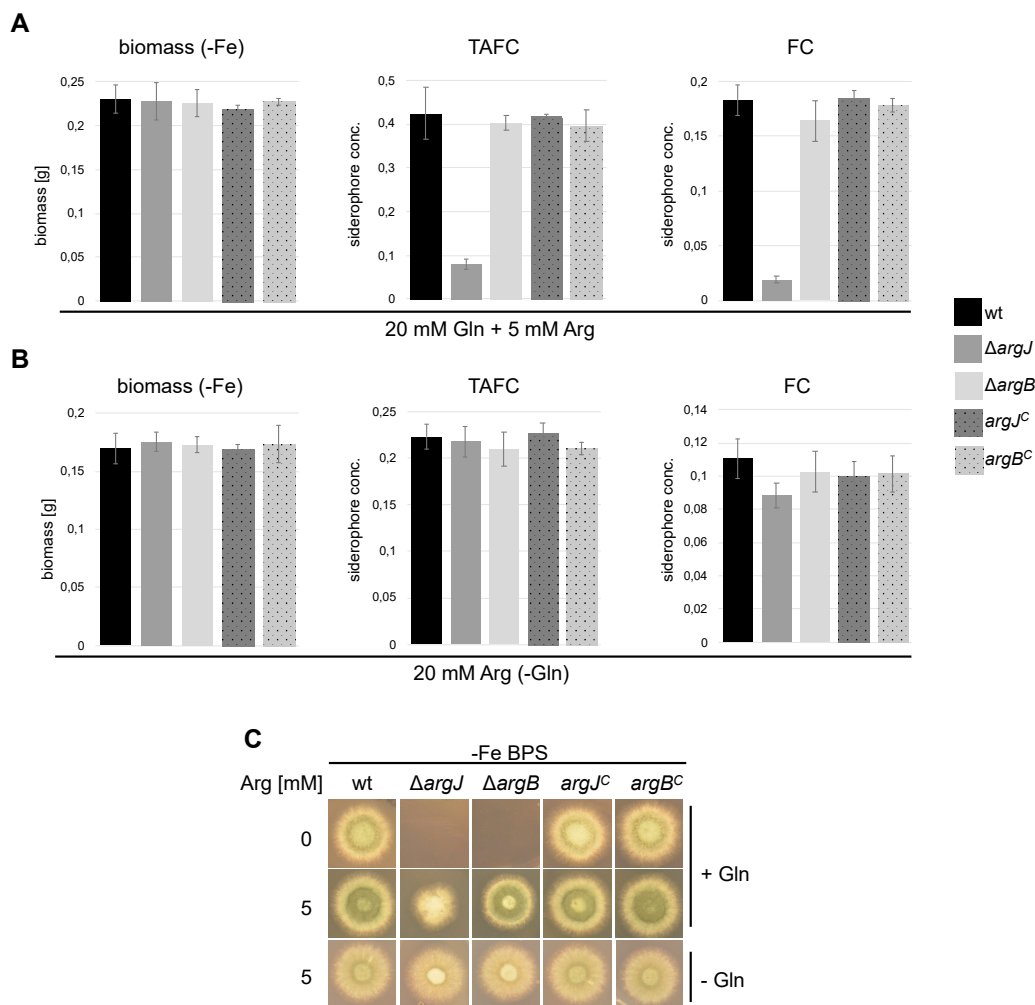 A
biomass (-Fe)
TAFC
FC
biomass [g]
0,25
0,2
0,15
0,1
0,05
0
siderophore conc.
0,5
0,4
0,3
0,2
0,1
0
siderophore conc.
0,2
0,15
0,1
0,05
0
20 mM Gln + 5 mM Arg
wt
ΔargJ
ΔargB
argJC
argBC
B
biomass (-Fe)
TAFC
FC
biomass [g]
0,2
0,15
0,1
0,05
0
siderophore conc.
0,25
0,2
0,15
0,1
0,05
0
siderophore conc.
0,14
0,12
0,1
0,08
0,06
0,04
0,02
0
20 mM Arg (-Gln)
C
-Fe BPS
Arg [mM] wt ΔargJ ΔargB argJC argBC
0
+ Gln
5
5 - Gln